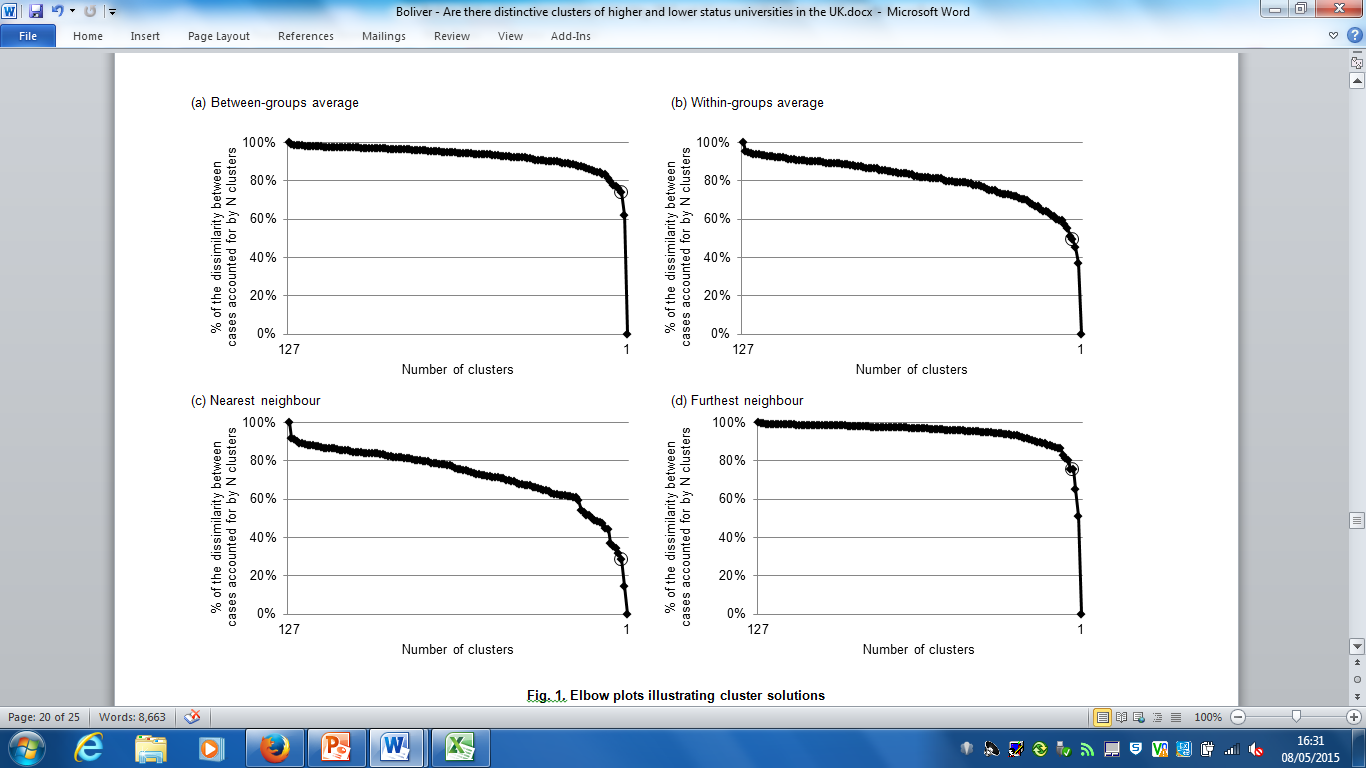 Boliver - Are there distinctive clusters of higher and lower status universities in the UK.docx - Microsoft Word
File Home Insert Page Layout References Mailings Review View Add-Ins
(a) Between-groups average
% of the dissimilarity between
cases accounted for by N clusters
100%
80%
60%
40%
20%
0%
127 1
Number of clusters
(b) Within-groups average
% of the dissimilarity between
cases accounted for by N clusters
100%
80%
60%
40%
20%
0%
127 1
Number of clusters
(c) Nearest neighbour
% of the dissimilarity between
cases accounted for by N clusters
100%
80%
60%
40%
20%
0%
127 1
Number of clusters
(d) Furthest neighbour
% of the dissimilarity between
cases accounted for by N clusters
100%
80%
60%
40%
20%
0%
127 1
Number of clusters
Fig. 1. Elbow plots illustrating cluster solutions
Page: 20 of 25 Words: 8,663 100%
16:31
08/05/2015